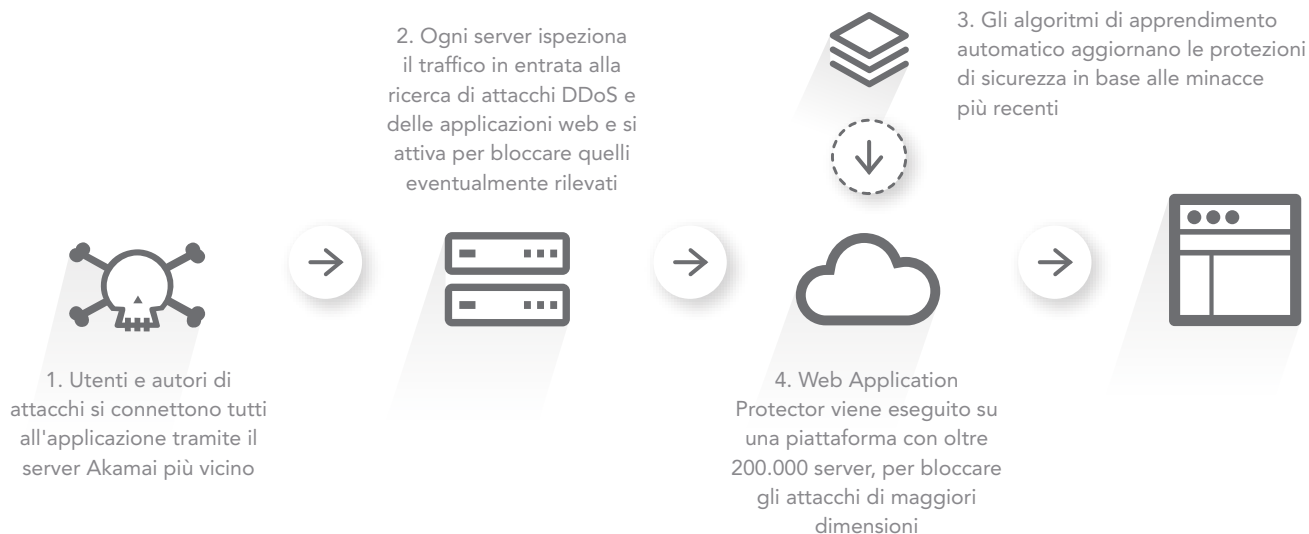 1. Utenti e autori di
attacchi si connettono tutti
all'applicazione tramite il
server Akamai più vicino
2. Ogni server ispeziona
il traffico in entrata alla
ricerca di attacchi DDoS e
delle applicazioni web e si
attiva per bloccare quelli
eventualmente rilevati
3. Gli algoritmi di apprendimento
automatico aggiornano le protezioni
di sicurezza in base alle minacce
più recenti
4. Web Application
Protector viene eseguito su
una piattaforma con oltre
200.000 server, per bloccare
gli attacchi di maggiori
dimensioni